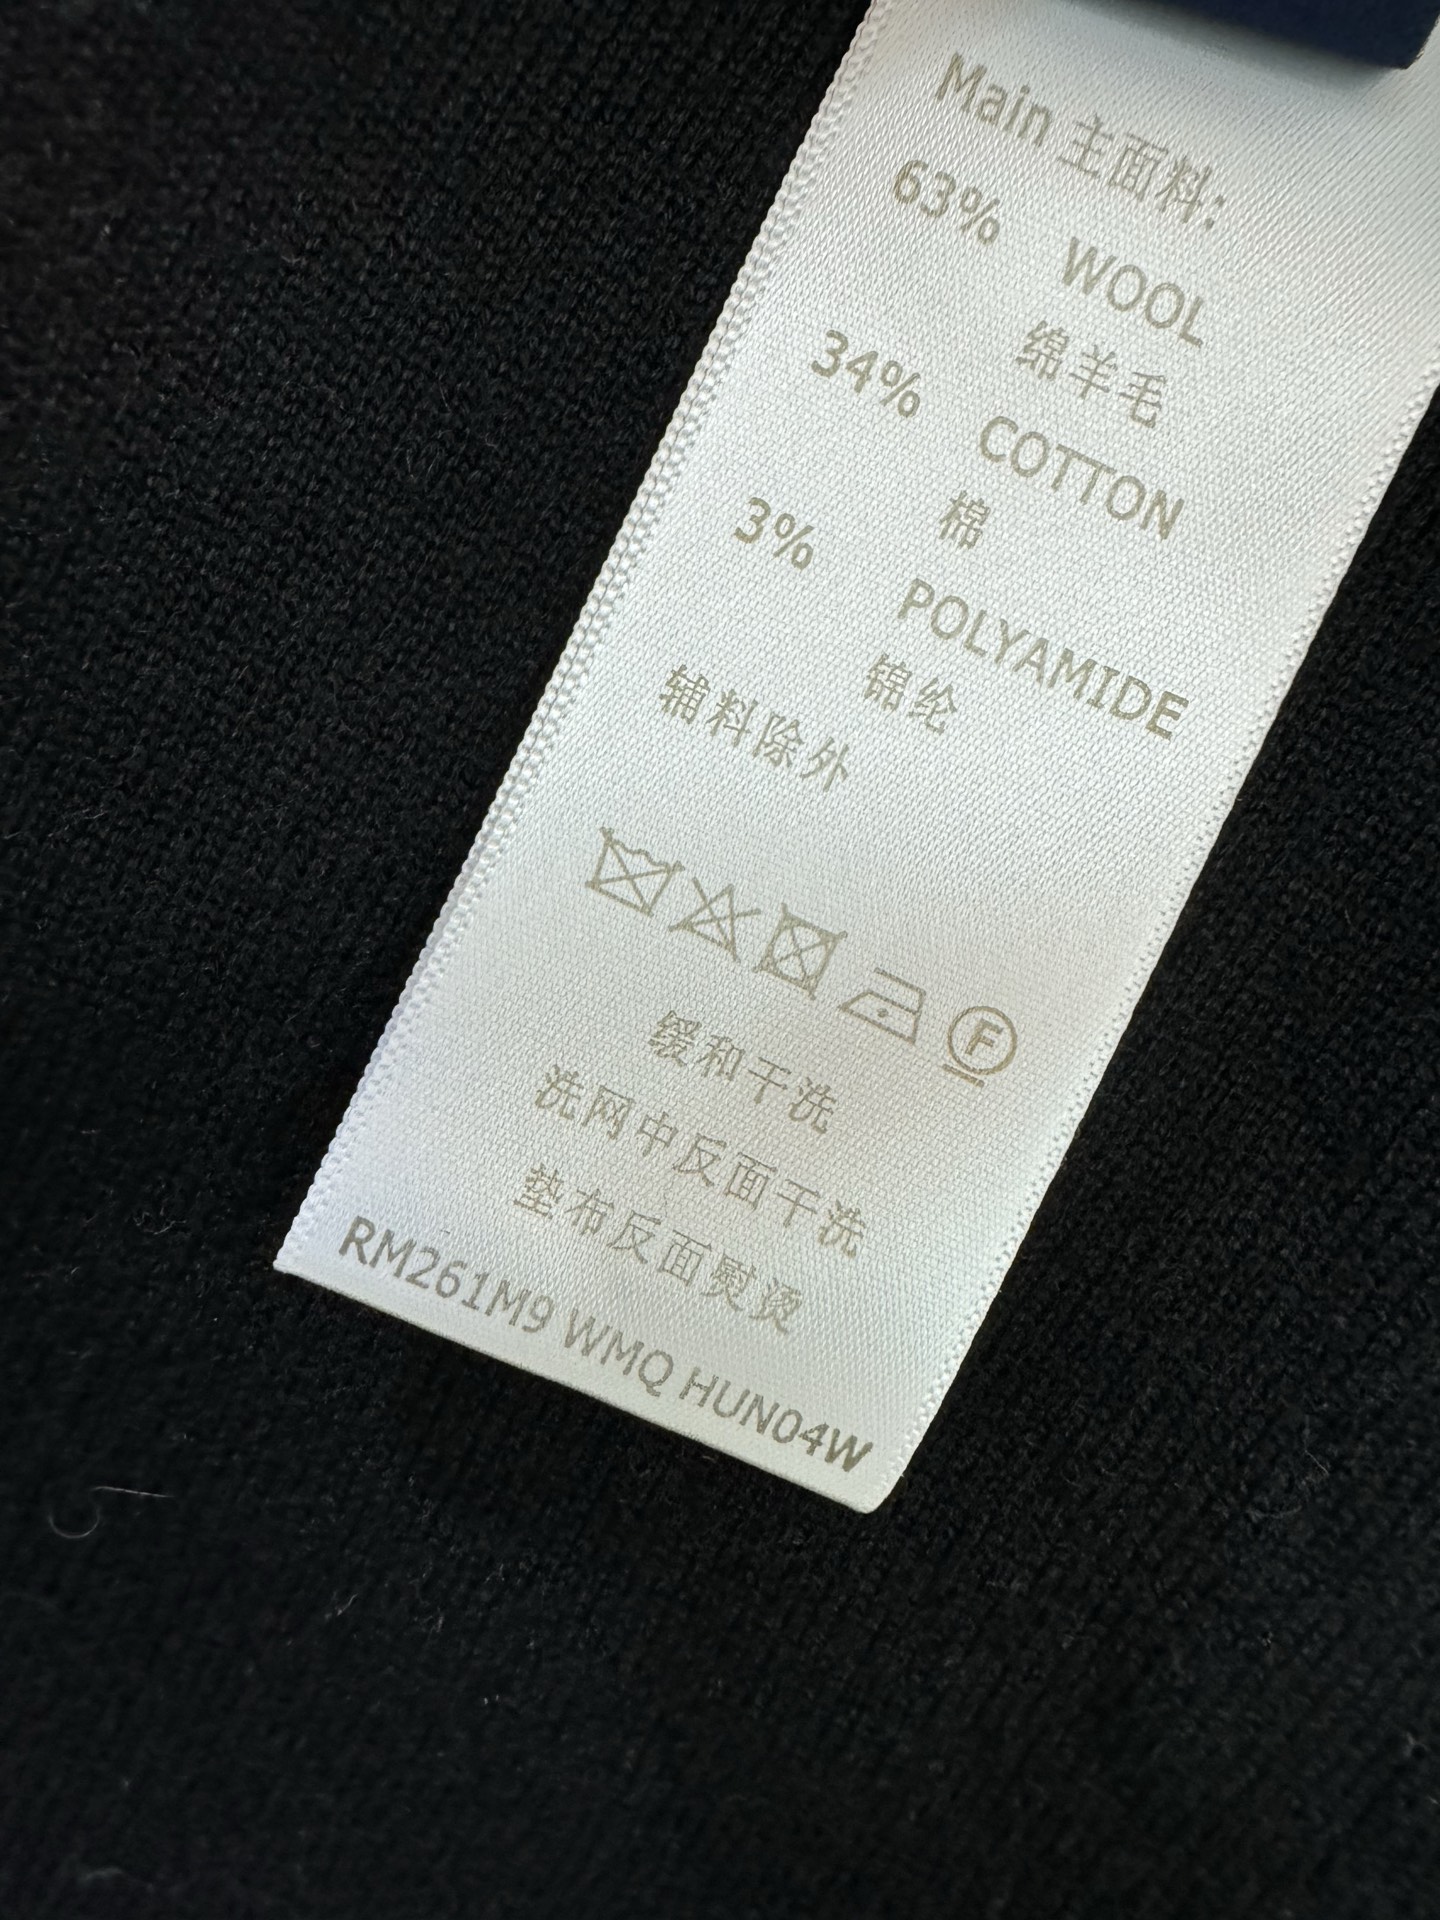 Main 主面料:
63% WOOL
绵羊毛
34% COTTON
棉
3% POLYAMIDE
锦纶
辅料除外
F
缓和干洗
洗网中反面干洗
垫布反面熨烫
RM261M9 WMQ HUN04W